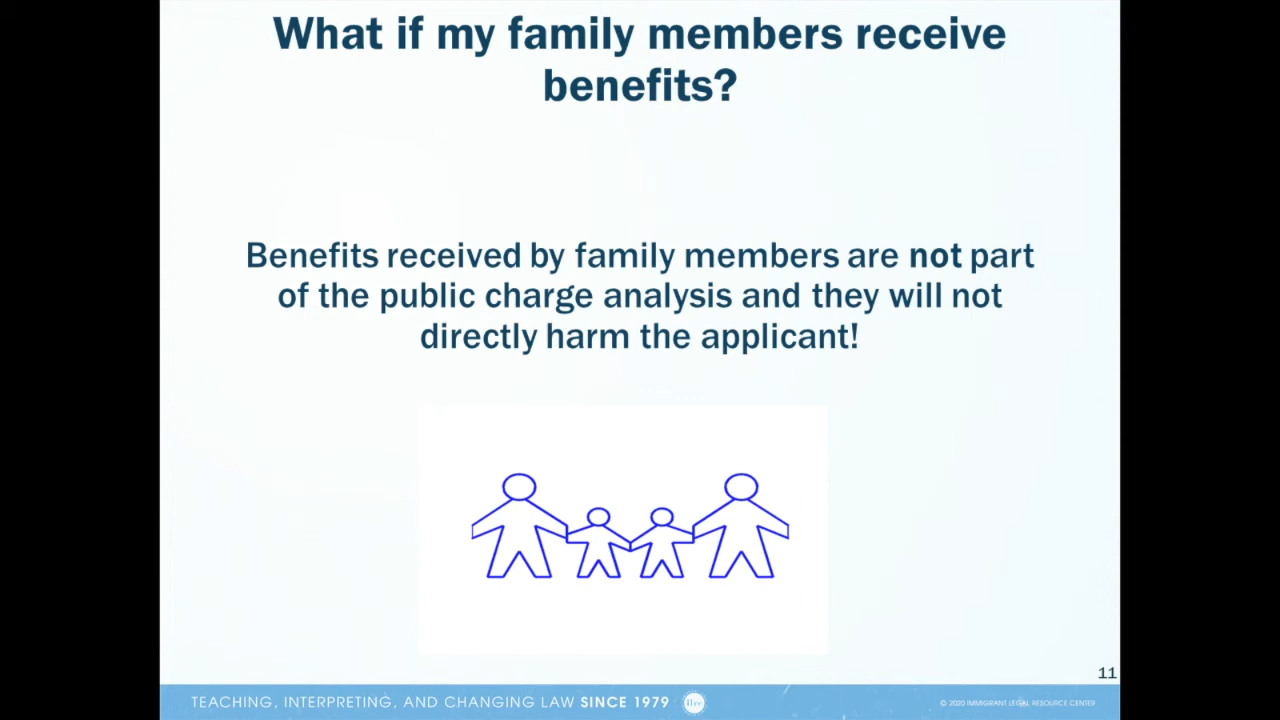 What if my family members receive
benefits?
Benefits received by family members are not part
of the public charge analysis and they will not
directly harm the applicant!
11
TEACHING, INTERPRETING, AND CHANGING LAW SINCE 1979
ilrc
© 2020 IMMIGRANT LEGAL RESOURCE CENTER